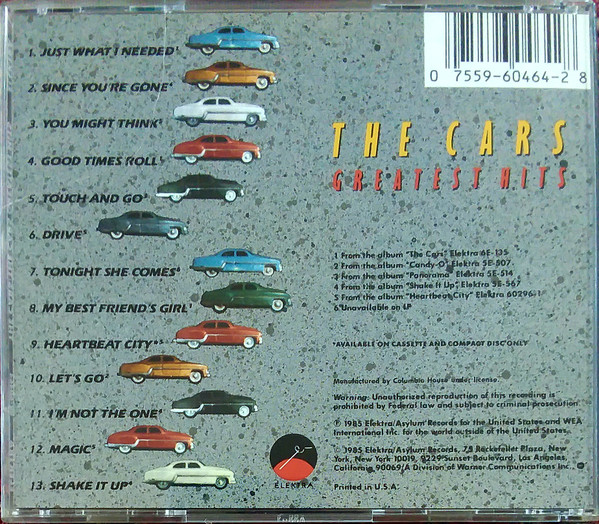 1. JUST WHAT I NEEDED¹
2. SINCE YOU'RE GONE⁴
3. YOU MIGHT THINK⁵
4. GOOD TIMES ROLL¹
5. TOUCH AND GO³
6. DRIVE⁵
7. TONIGHT SHE COMES⁶
8. MY BEST FRIEND'S GIRL¹
9. HEARTBEAT CITY*⁵
10. LET'S GO²
11. I'M NOT THE ONE⁴
12. MAGIC⁵
13. SHAKE IT UP⁴
0 7559-60464-2 8
THE CARS
GREATEST HITS
1 From the album "The Cars" Elektra 6E-135
2 From the album "Candy-O" Elektra 5E-507
3 From the album "Panorama" Elektra 5E-514
4 From the album "Shake It Up" Elektra 5E-567
5 From the album "Heartbeat City" Elektra 60296-1
6 Unavailable on LP
*AVAILABLE ON CASSETTE AND COMPACT DISC ONLY
Manufactured by Columbia House under license.
Warning: Unauthorized reproduction of this recording is
prohibited by Federal law and subject to criminal prosecution.
℗ 1985 Elektra/Asylum Records for the United States and WEA
International Inc. for the world outside of the United States.
© 1985 Elektra/Asylum Records, 75 Rockefeller Plaza, New
York, New York 10019, 9229 Sunset Boulevard, Los Angeles,
California 90069/A Division of Warner Communications Inc.
Printed in U.S.A.
ELEKTRA